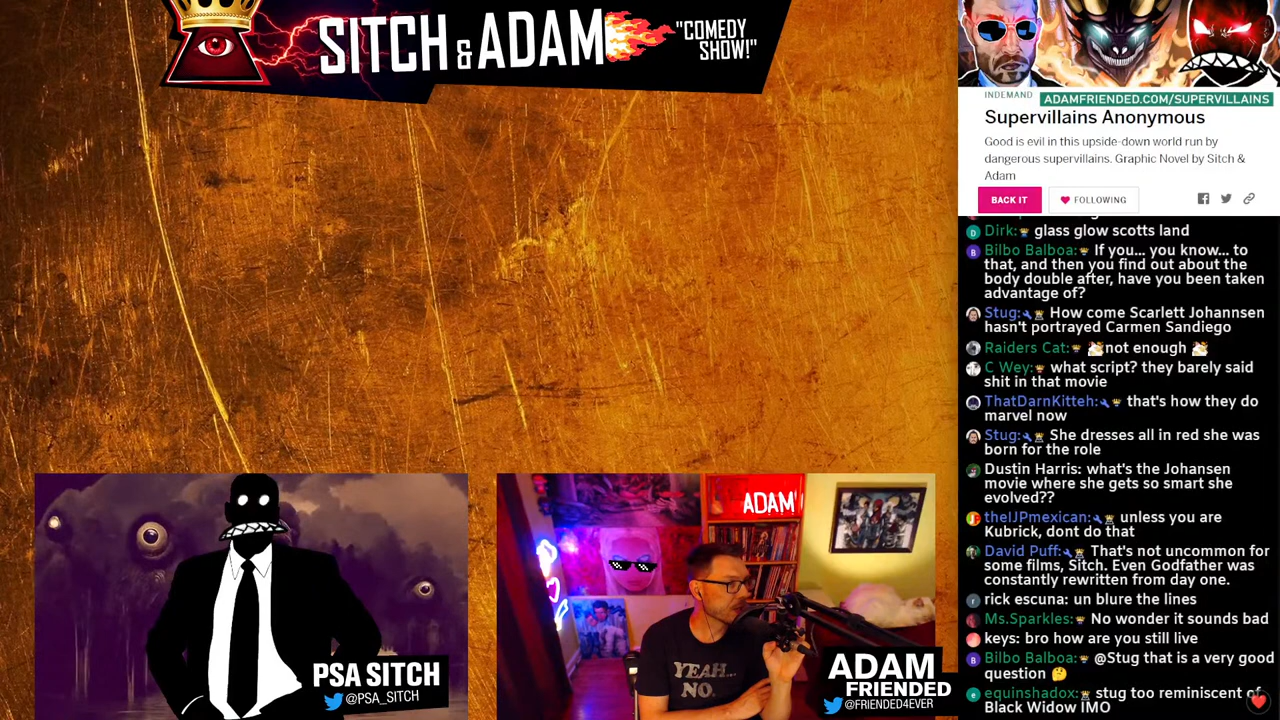 SITCH & ADAM
"COMEDY
SHOW!"
INDEMAND
ADAMFRIENDED.COM/SUPERVILLAINS
Supervillains Anonymous
Good is evil in this upside-down world run by
dangerous supervillains. Graphic Novel by Sitch &
Adam
BACK IT
FOLLOWING
Dirk: glass glow scotts land
Bilbo Balboa: If you... you know... to
that, and then you find out about the
body double after, have you been taken
advantage of?
Stug: How come Scarlett Johannsen
hasn't portrayed Carmen Sandiego
Raiders Cat: not enough
C Wey: what script? they barely said
shit in that movie
ThatDarnKitteh: that's how they do
marvel now
Stug: She dresses all in red she was
born for the role
Dustin Harris: what's the Johansen
movie where she gets so smart she
evolved??
theIJPmexican: unless you are
Kubrick, dont do that
David Puff: That's not uncommon for
some films, Sitch. Even Godfather was
constantly rewritten from day one.
rick escuna: un blure the lines
Ms.Sparkles: No wonder it sounds bad
keys: bro how are you still live
Bilbo Balboa: @Stug that is a very good
question 🤔
equinshadox: stug too reminiscent of
Black Widow IMO
PSA SITCH
@PSA_SITCH
ADAM
YEAH...
NO.
ADAM
FRIENDED
@FRIENDED4EVER